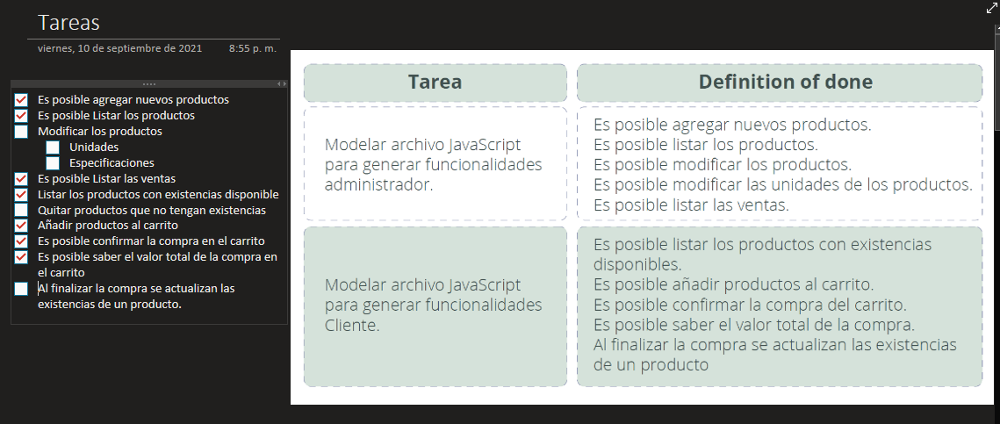 Tareas
viernes, 10 de septiembre de 2021 8:55 p. m.
Es posible agregar nuevos productos
Es posible Listar los productos
Modificar los productos
Unidades
Especificaciones
Es posible Listar las ventas
Listar los productos con existencias disponible
Quitar productos que no tengan existencias
Añadir productos al carrito
Es posible confirmar la compra en el carrito
Es posible saber el valor total de la compra en
el carrito
Al finalizar la compra se actualizan las
existencias de un producto.
Tarea
Definition of done
Modelar archivo JavaScript
para generar funcionalidades
administrador.
Es posible agregar nuevos productos.
Es posible listar los productos.
Es posible modificar los productos.
Es posible modificar las unidades de los productos.
Es posible listar las ventas.
Modelar archivo JavaScript
para generar funcionalidades
Cliente.
Es posible listar los productos con existencias
disponibles.
Es posible añadir productos al carrito.
Es posible confirmar la compra del carrito.
Es posible saber el valor total de la compra.
Al finalizar la compra se actualizan las existencias
de un producto